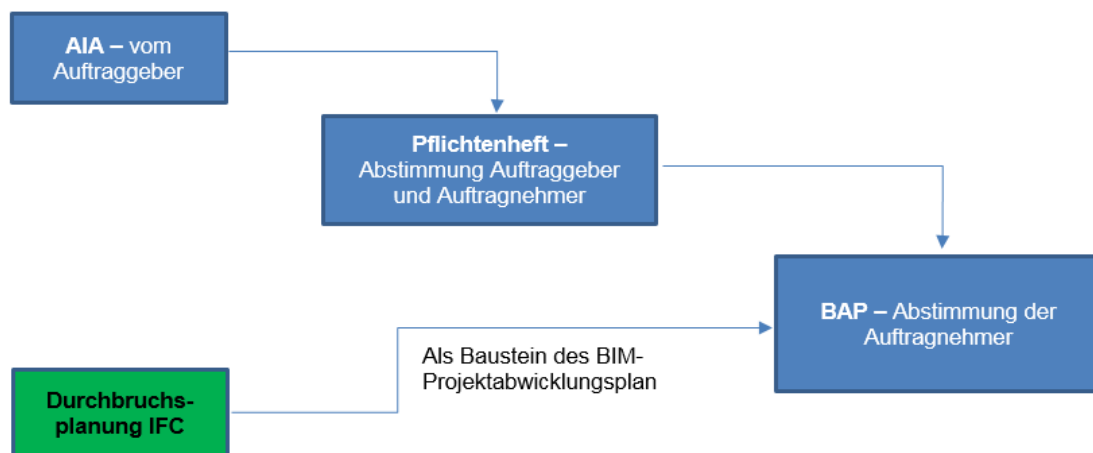 AIA – vom
Auftraggeber
Pflichtenheft –
Abstimmung Auftraggeber
und Auftragnehmer
BAP – Abstimmung der
Auftragnehmer
Als Baustein des BIM-
Projektabwicklungsplan
Durchbruchs-
planung IFC